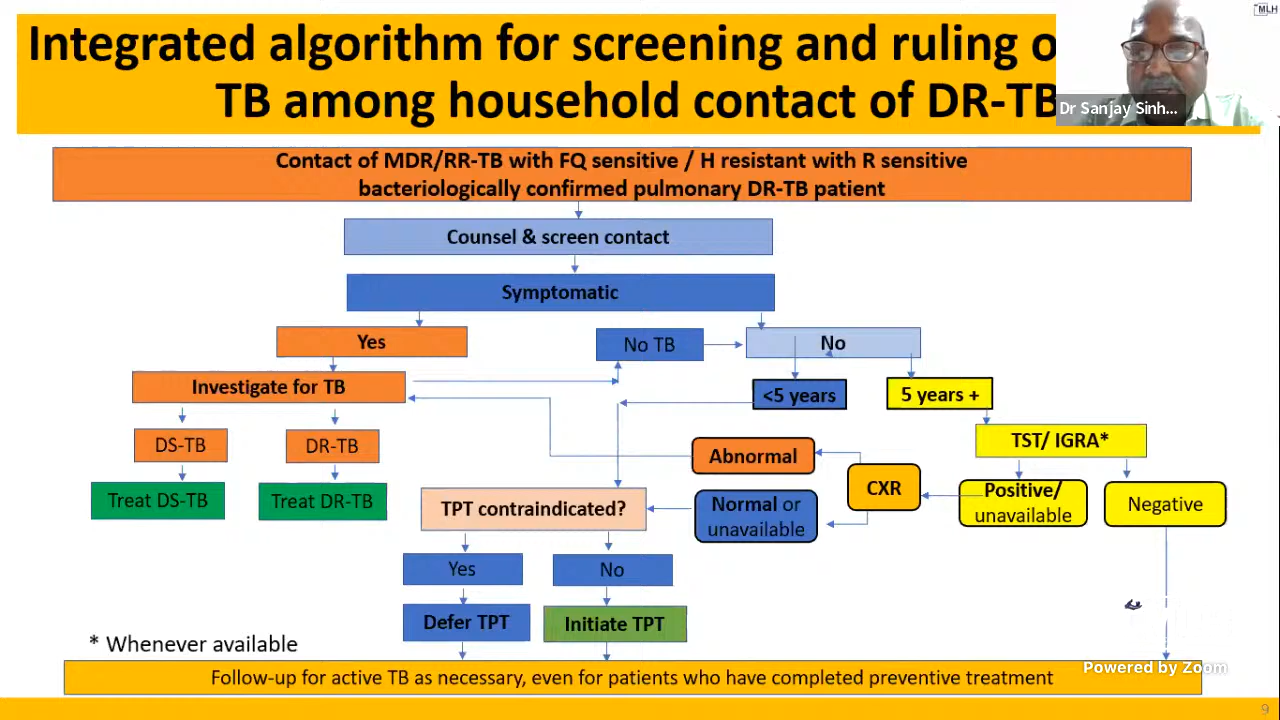 MLH
Integrated algorithm for screening and ruling o
TB among household contact of DR-TB
Dr Sanjay Sinh...
Contact of MDR/RR-TB with FQ sensitive / H resistant with R sensitive
bacteriologically confirmed pulmonary DR-TB patient
Counsel & screen contact
Symptomatic
Yes
No TB
No
Investigate for TB
<5 years
5 years +
DS-TB
DR-TB
TST/ IGRA*
Abnormal
CXR
Treat DS-TB
Treat DR-TB
TPT contraindicated?
Normal or
unavailable
Positive/
unavailable
Negative
Yes
No
Defer TPT
Initiate TPT
* Whenever available
Powered by Zoom
Follow-up for active TB as necessary, even for patients who have completed preventive treatment
9